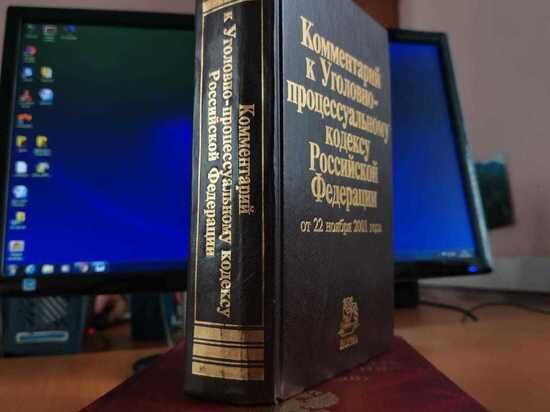 Комментарий
к Уголовно-процессуальному кодексу
Российской Федерации
Комментарий
к Уголовно-
процессуальному
кодексу
Российской
Федерации
от 22 ноября 2001 года